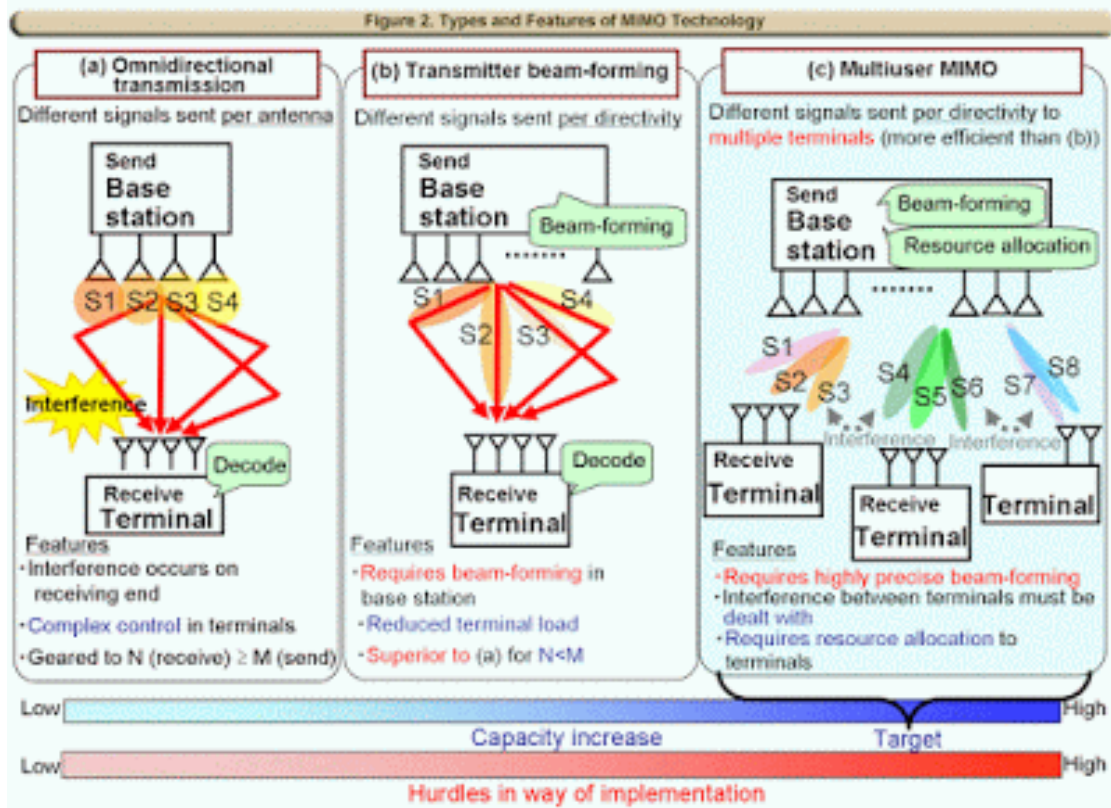 Figure 2. Types and Features of MIMO Technology
(a) Omnidirectional
transmission
Different signals sent per antenna
Send
Base
station
S1 S2 S3 S4
Interference
Decode
Receive
Terminal
Features
・Interference occurs on
receiving end
・Complex control in terminals
・Geared to N (receive) ≥ M (send)
(b) Transmitter beam-forming
Different signals sent per directivity
Send
Base
station
Beam-forming
S1
S2
S3
S4
Decode
Receive
Terminal
Features
・Requires beam-forming in
base station
・Reduced terminal load
・Superior to (a) for N<M
(c) Multiuser MIMO
Different signals sent per directivity to
multiple terminals (more efficient than (b))
Send
Base
station
Beam-forming
Resource allocation
S1
S2
S3
S4
S5
S6
S7
S8
Interference
Interference
Receive
Terminal
Receive
Terminal
Terminal
Features
・Requires highly precise beam-forming
・Interference between terminals must be
dealt with
・Requires resource allocation to
terminals
Low
High
Capacity increase
Target
Low
High
Hurdles in way of implementation